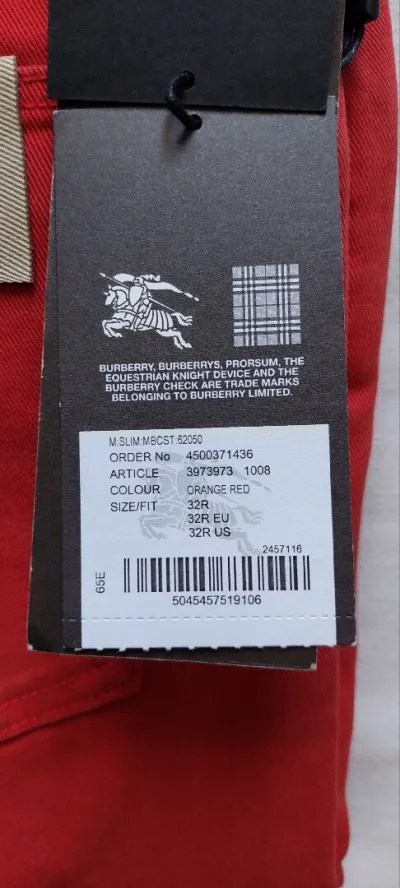 BURBERRY, BURBERRYS, PRORSUM, THE
EQUESTRIAN KNIGHT DEVICE AND THE
BURBERRY CHECK ARE TRADE MARKS
BELONGING TO BURBERRY LIMITED.
M:SLIM:MBCST:62050
ORDER No 4500371436
ARTICLE 3973973 1008
COLOUR ORANGE RED
SIZE/FIT 32R
32R EU
32R US
2457116
65E
5045457519106